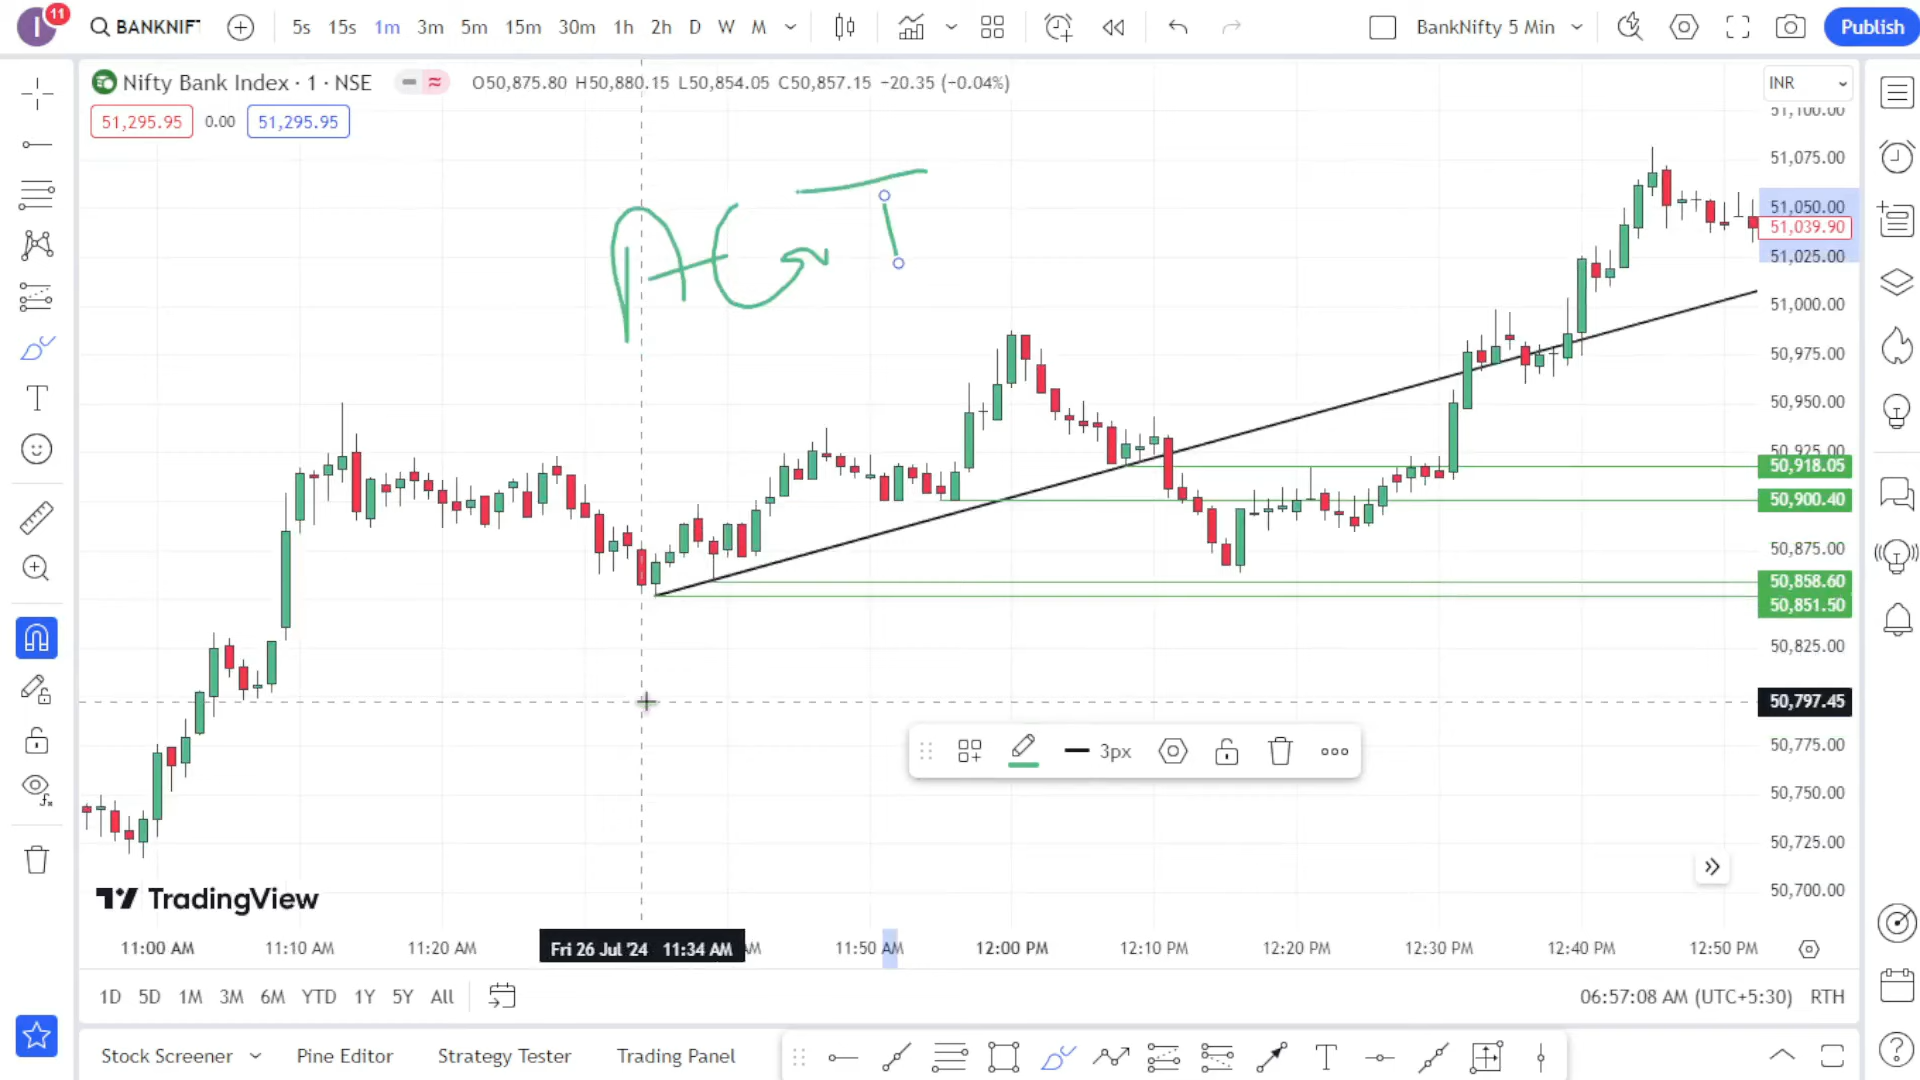 11
BANKNIFT
5s 15s 1m 3m 5m 15m 30m 1h 2h D W M
BankNifty 5 Min
Publish
Nifty Bank Index · 1 · NSE
O50,875.80 H50,880.15 L50,854.05 C50,857.15 −20.35 (−0.04%)
INR
51,295.95 0.00 51,295.95
51,100.00
51,075.00
51,050.00
51,039.90
51,025.00
51,000.00
50,975.00
50,950.00
50,925.00
50,918.05
50,900.40
50,875.00
50,858.60
50,851.50
50,825.00
50,797.45
50,775.00
50,750.00
50,725.00
50,700.00
3px
TradingView
11:00 AM 11:10 AM 11:20 AM Fri 26 Jul '24 11:34 AM AM 11:50 AM 12:00 PM 12:10 PM 12:20 PM 12:30 PM 12:40 PM 12:50 PM
1D 5D 1M 3M 6M YTD 1Y 5Y All
06:57:08 AM (UTC+5:30) RTH
Stock Screener Pine Editor Strategy Tester Trading Panel